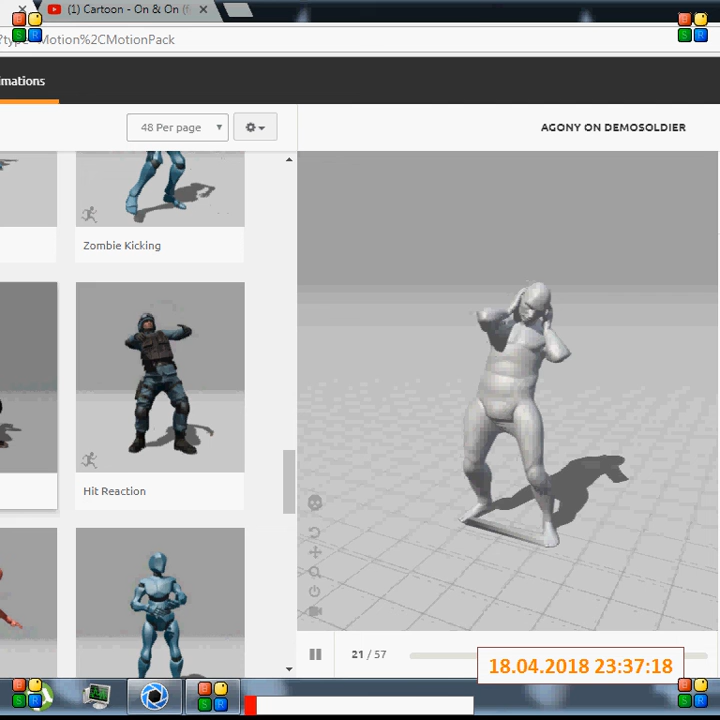 (1) Cartoon - On & On (f
?type=Motion%2CMotionPack
mations
48 Per page
AGONY ON DEMOSOLDIER
Zombie Kicking
Hit Reaction
21 / 57
18.04.2018 23:37:18
B
S R
B
S R
B
S R
B
S R
B
S R